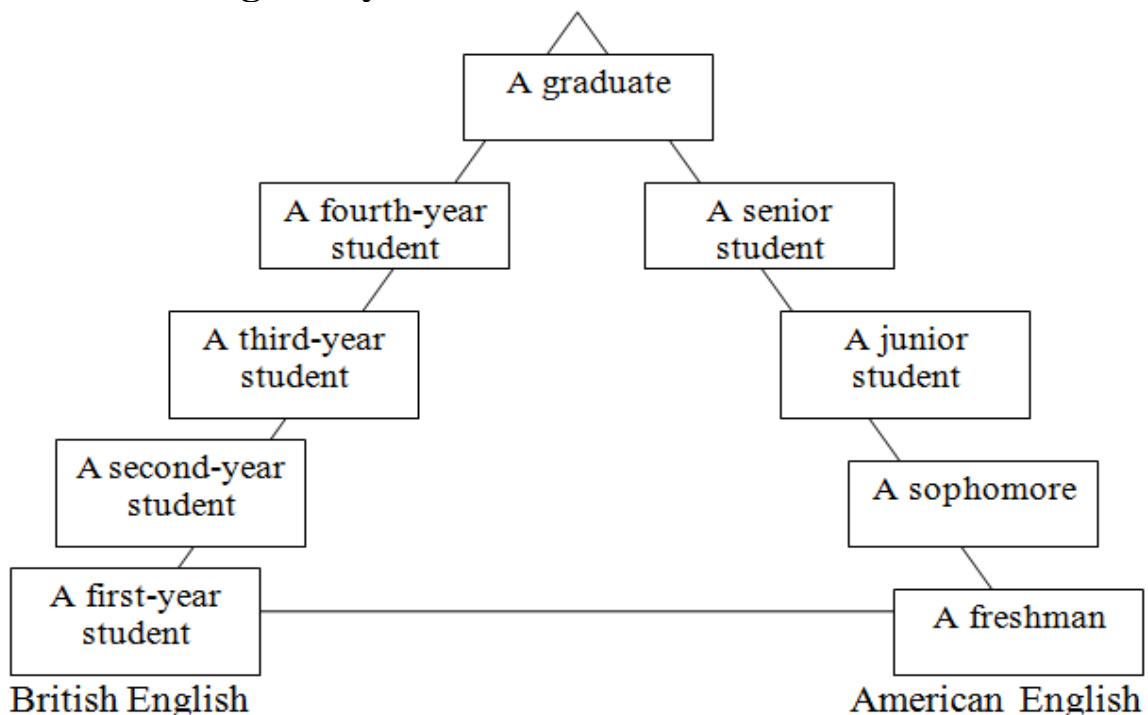 A graduate
A fourth-year
student
A senior
student
A third-year
student
A junior
student
A second-year
student
A sophomore
A first-year
student
A freshman
British English
American English